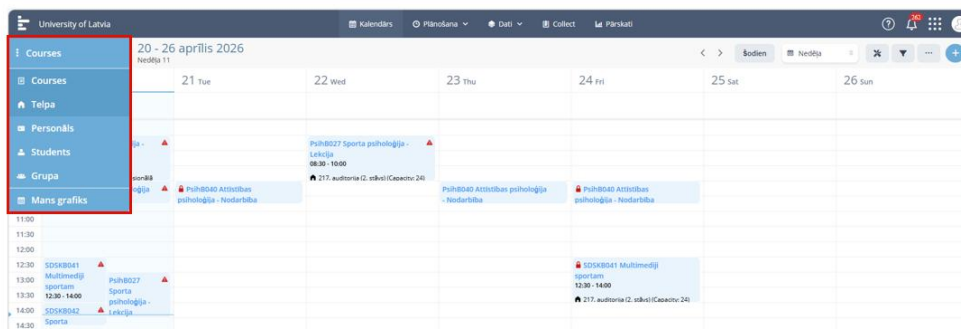 University of Latvia
Kalendārs
Plānošana
Dati
Collect
Pārskati
262
Courses
20 - 26 aprīlis 2026
Nedēļa 11
Šodien
Nedēļa
Courses
Telpa
Personāls
Students
Grupa
Mans grafiks
21 Tue
22 Wed
23 Thu
24 Fri
25 Sat
26 Sun
PsihB027 Sporta psiholoģija -
Lekcija
08:30 - 10:00
217. auditorija (2. stāvs) (Capacity: 24)
PsihB040 Attīstības
psiholoģija - Nodarbība
PsihB040 Attīstības psiholoģija
- Nodarbība
PsihB040 Attīstības
psiholoģija - Nodarbība
11:00
11:30
12:00
12:30
13:00
13:30
14:00
14:30
SDSKB041
Multimediji
sportam
12:30 - 14:00
SDSKB042
Sporta
PsihB027
Sporta
psiholoģija -
Lekcija
SDSKB041 Multimediji
sportam
12:30 - 14:00
217. auditorija (2. stāvs) (Capacity: 24)